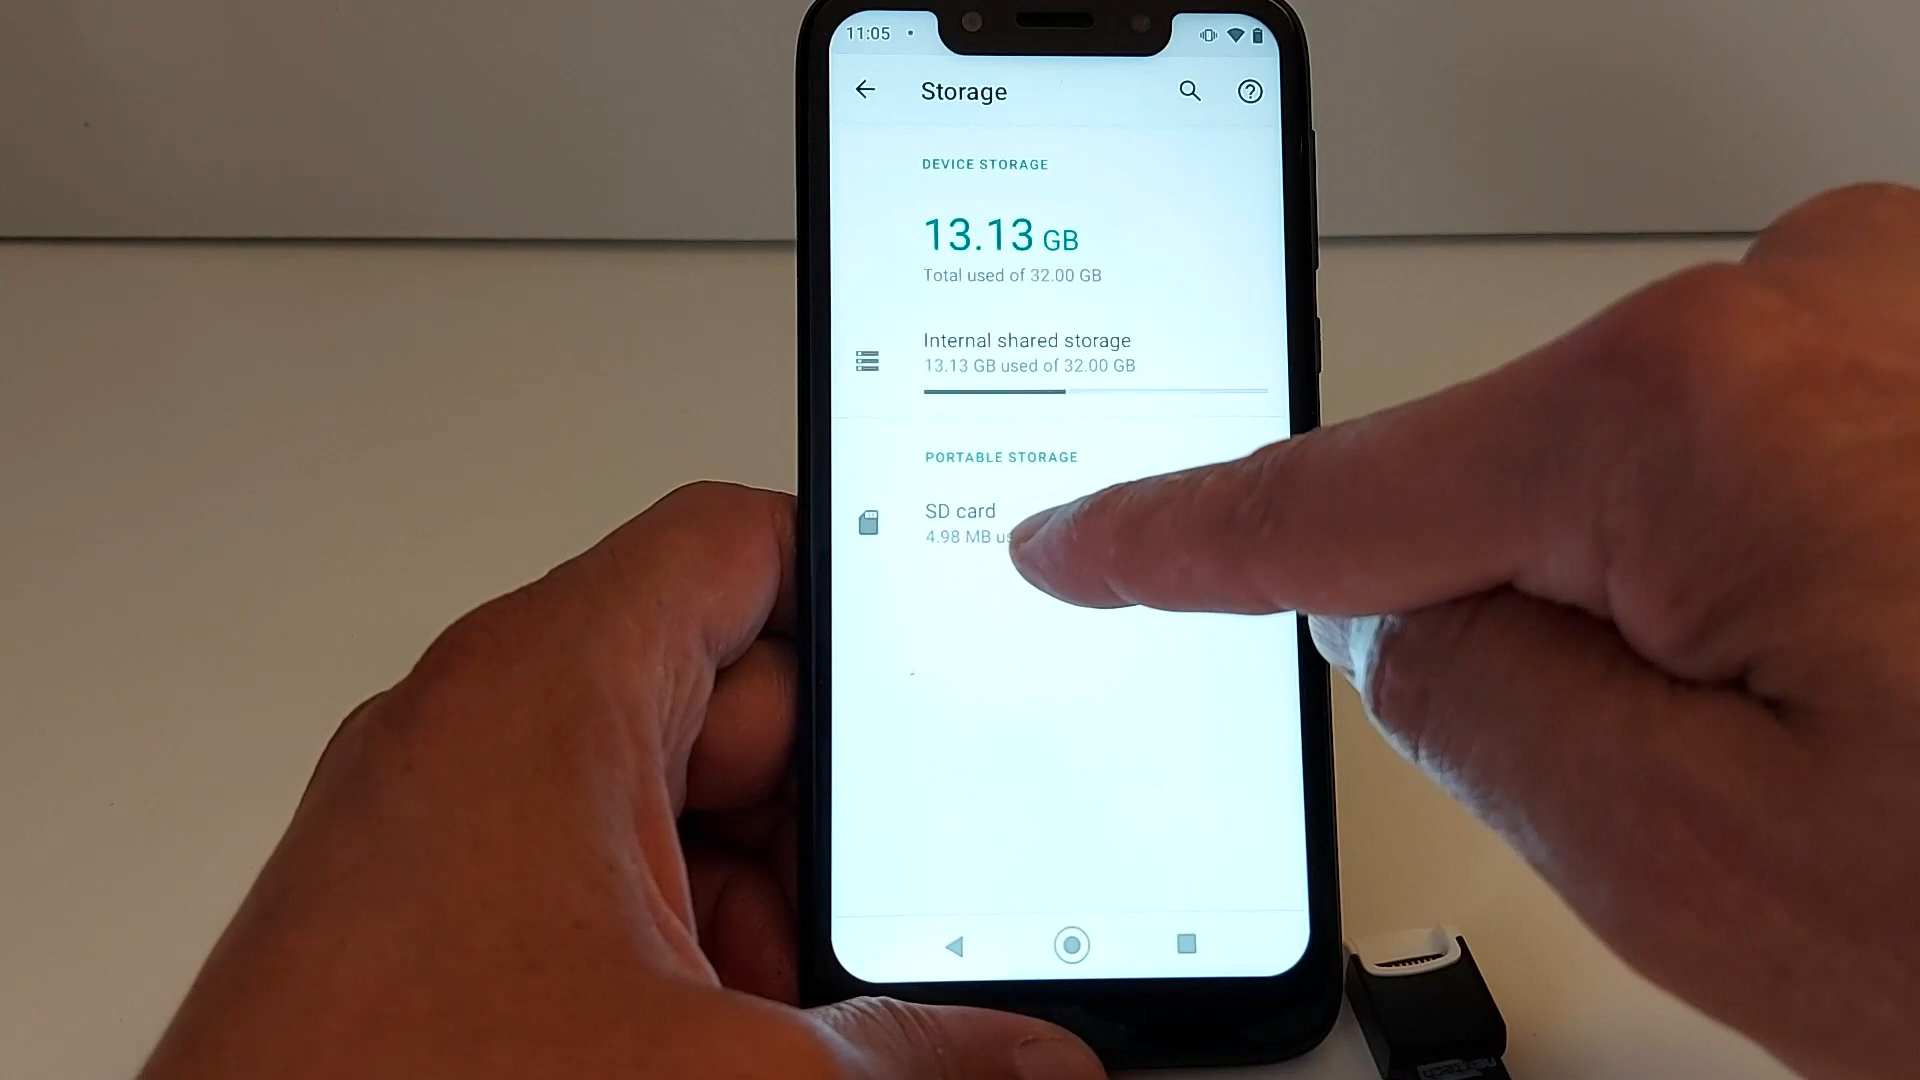 11:05
Storage
DEVICE STORAGE
13.13 GB
Total used of 32.00 GB
Internal shared storage
13.13 GB used of 32.00 GB
PORTABLE STORAGE
SD card
4.98 MB